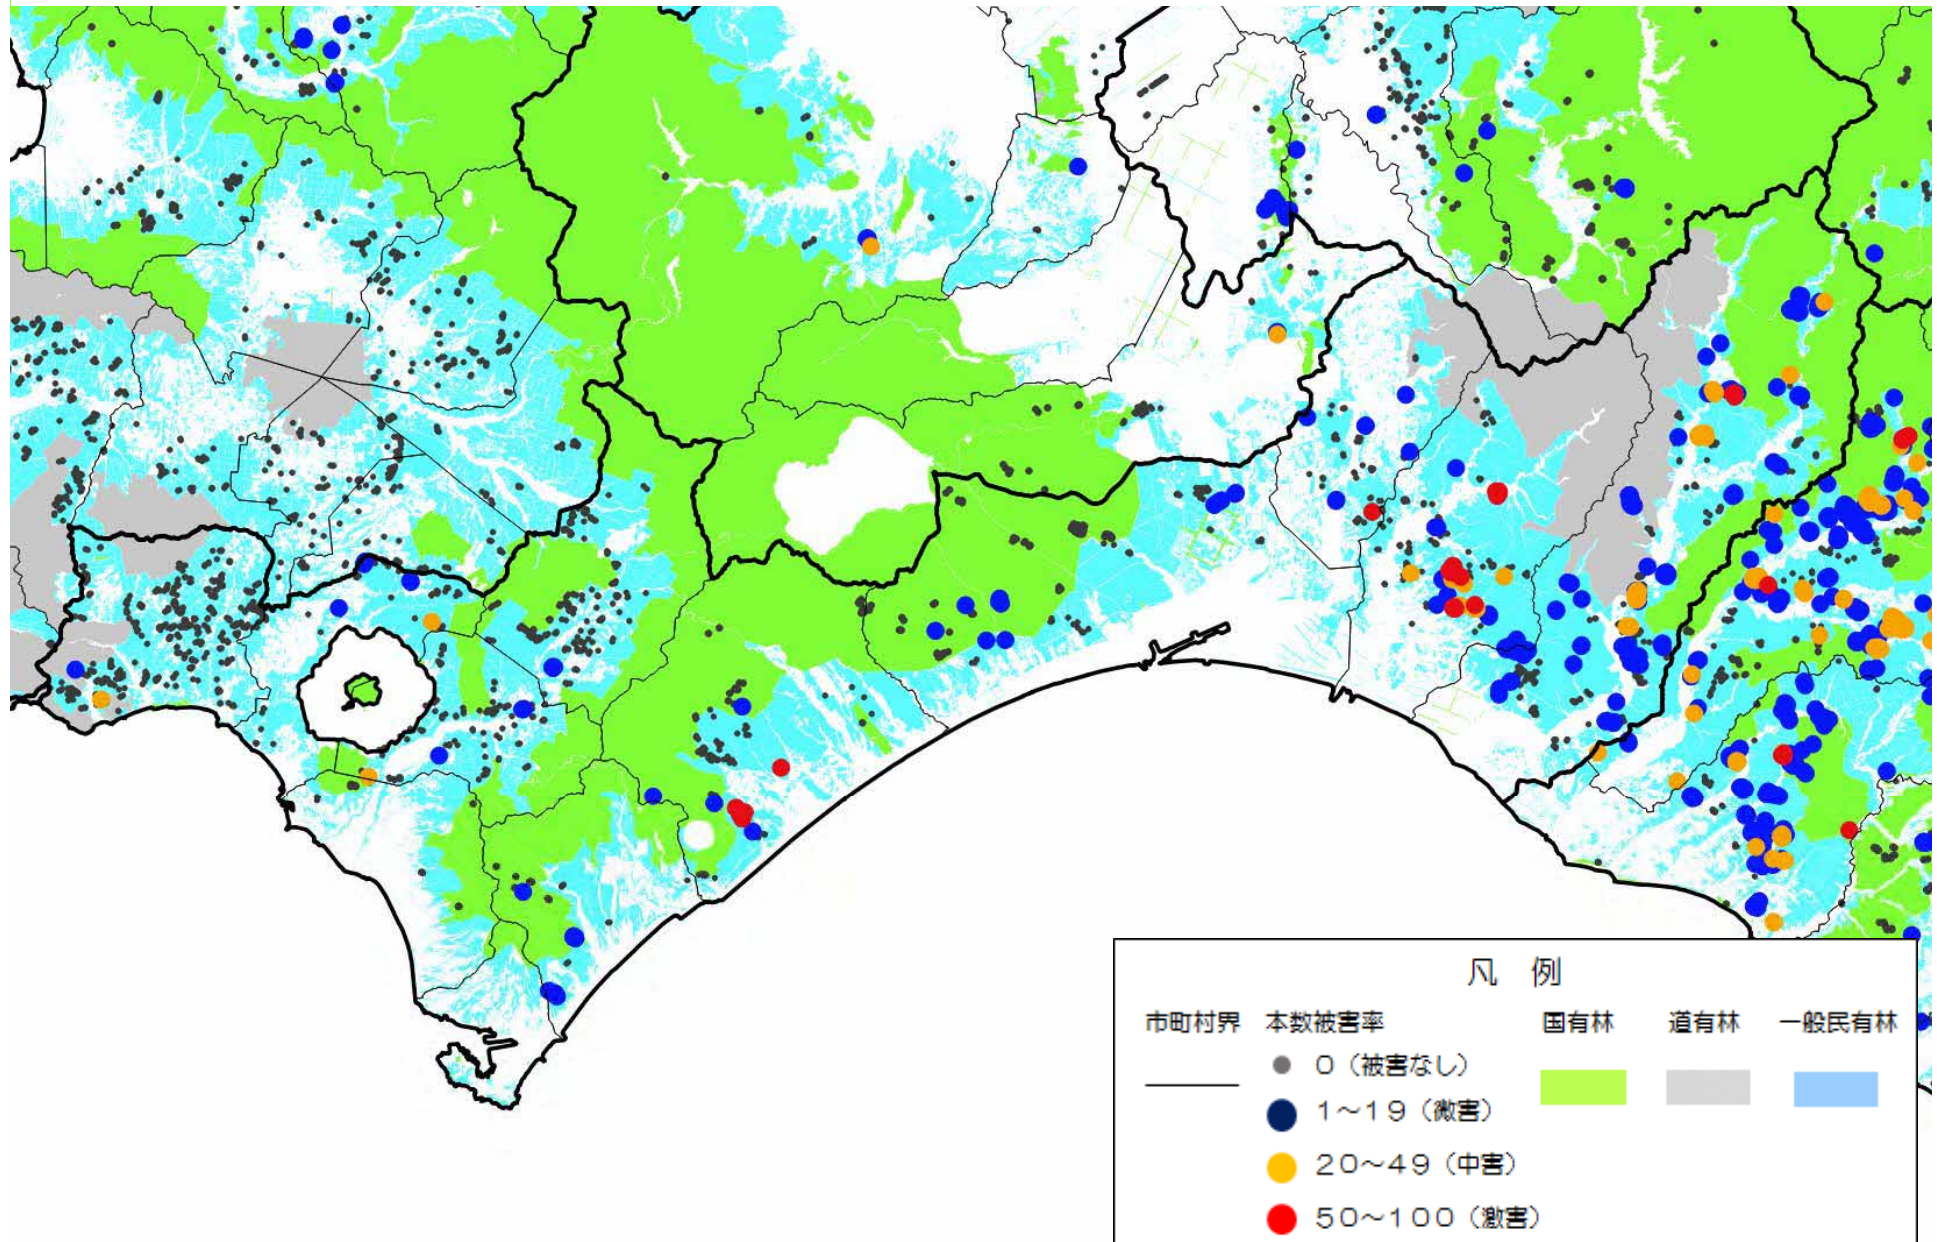 凡 例
市町村界 本数被害率 国有林 道有林 一般民有林
０（被害なし）
１～１９（微害）
２０～４９（中害）
５０～１００（激害）